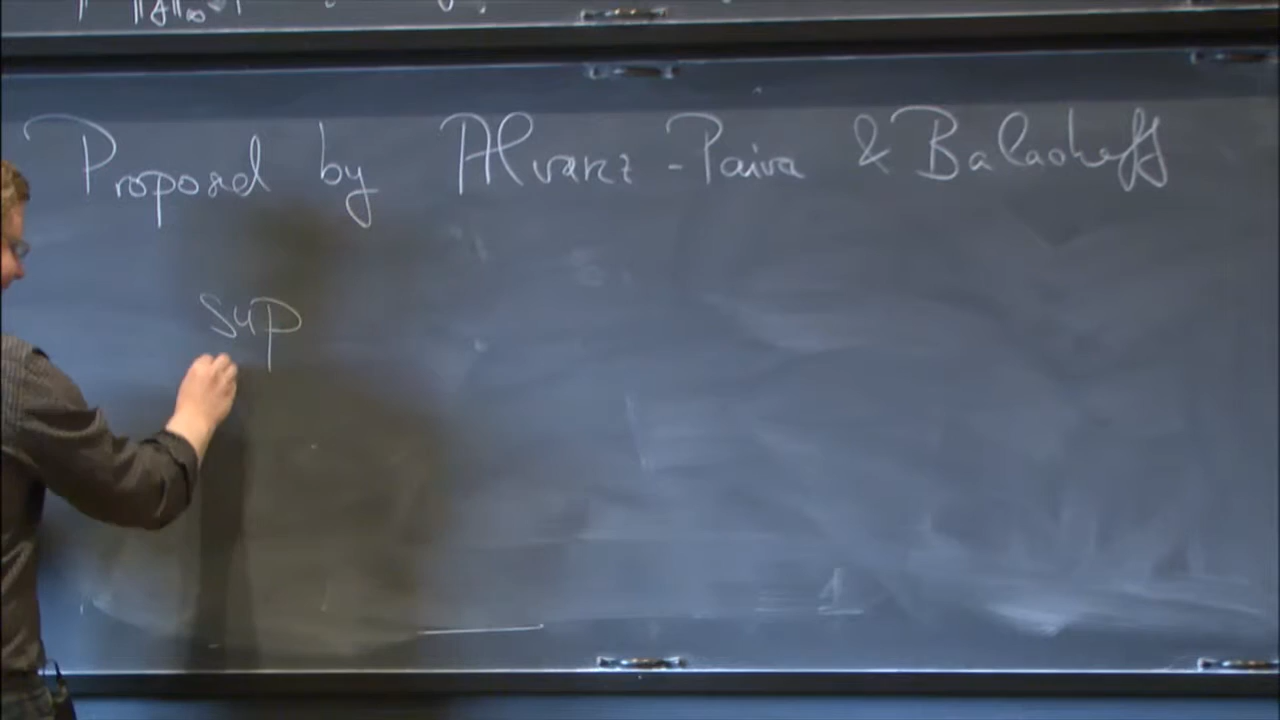 ‖f‖∞
Proposed by Alvarez-Paiva & Balacheff
sup